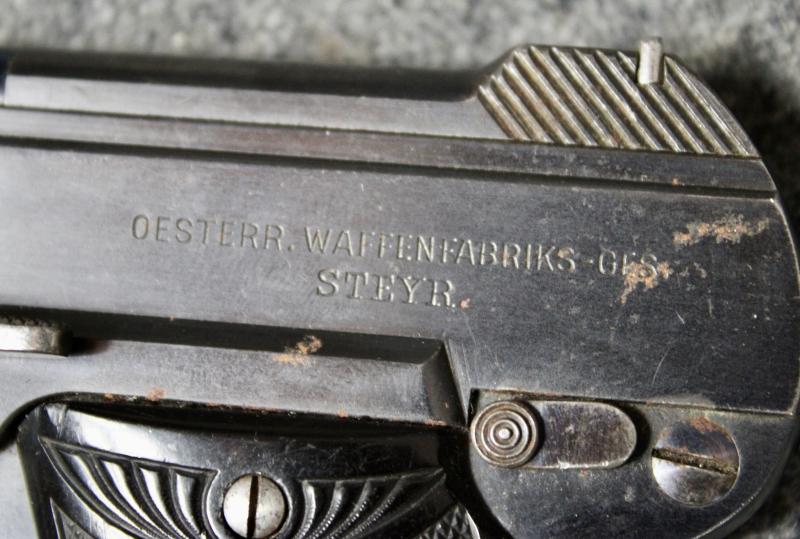 OESTERR. WAFFENFABRIKS-GES.
STEYR.